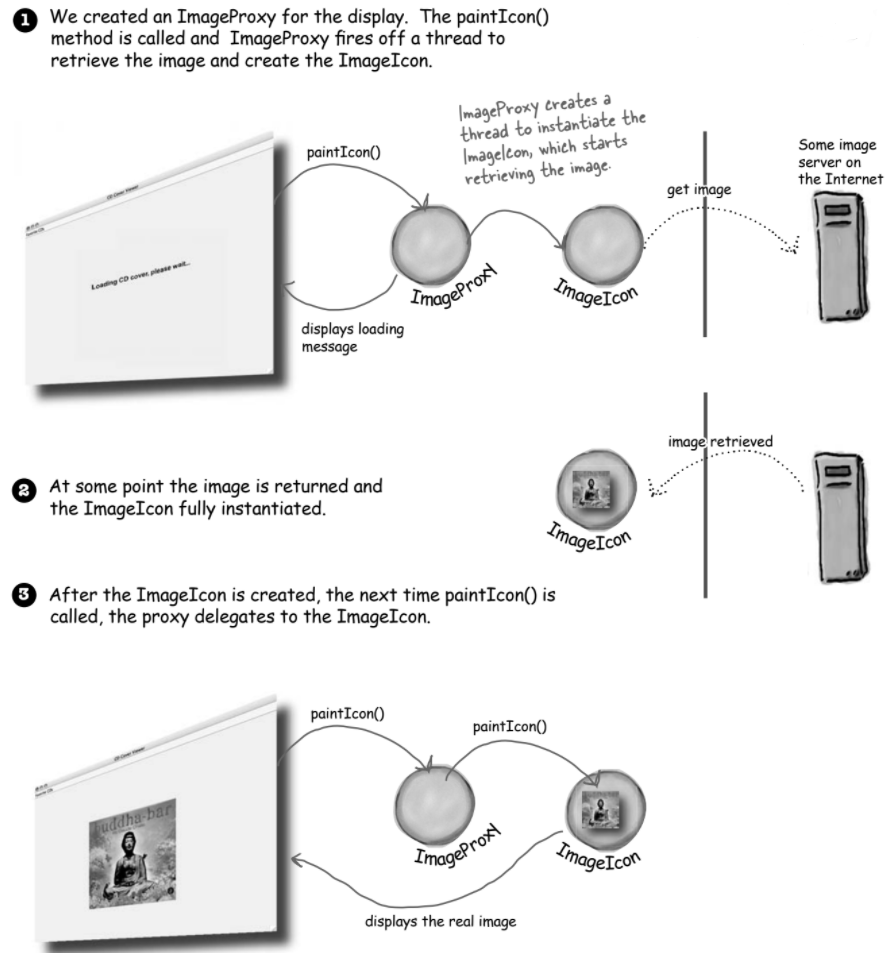 1 We created an ImageProxy for the display. The paintIcon()
method is called and ImageProxy fires off a thread to
retrieve the image and create the ImageIcon.
ImageProxy creates a
thread to instantiate the
ImageIcon, which starts
retrieving the image.
paintIcon()
Some image
server on
the Internet
get image
CD Cover Viewer
Loading CD cover, please wait...
ImageProxy
ImageIcon
displays loading
message
image retrieved
2 At some point the image is returned and
the ImageIcon fully instantiated.
ImageIcon
3 After the ImageIcon is created, the next time paintIcon() is
called, the proxy delegates to the ImageIcon.
paintIcon()
paintIcon()
CD Cover Viewer
buddha-bar
ImageProxy
ImageIcon
displays the real image